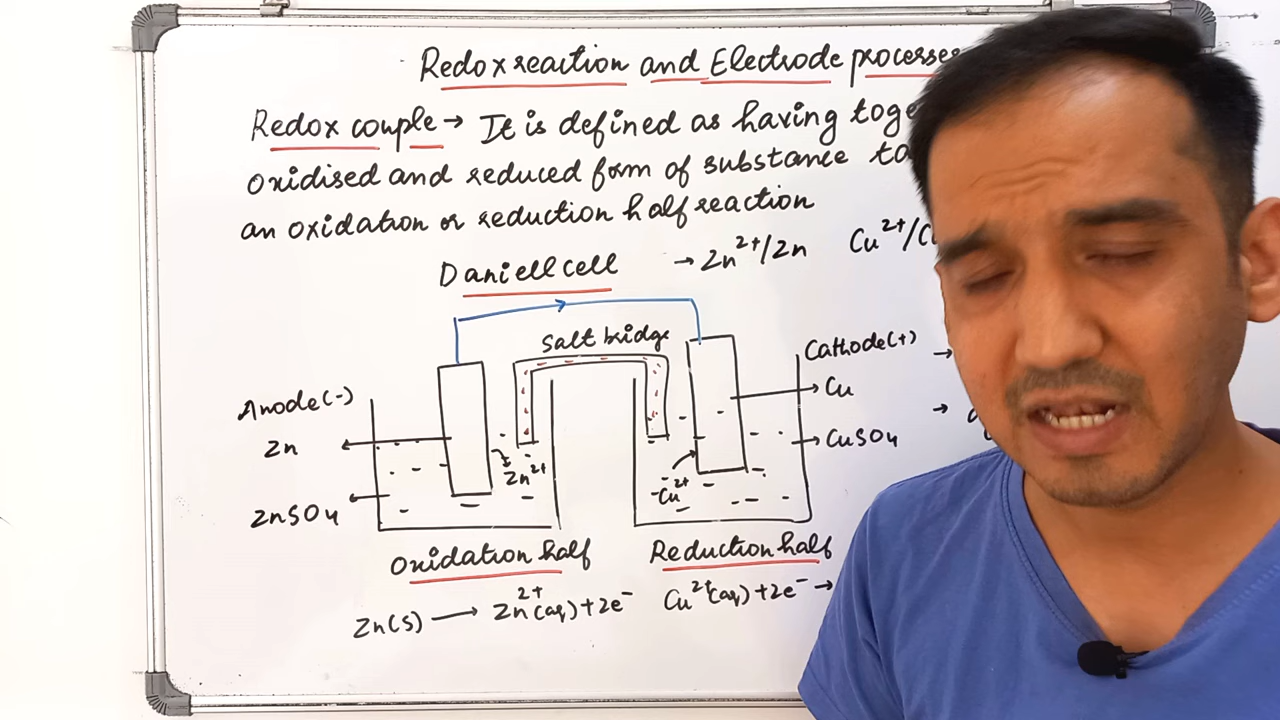 Redox reaction and Electrode processes
Redox couple → It is defined as having
oxidised and reduced form of substance
an oxidation or reduction half reaction
Daniell cell → Zn²⁺/Zn Cu²⁺/
Salt bridge
Anode(-)
Zn
ZnSO₄
Zn²⁺
Cu²⁺
Cathode(+) →
Cu
CuSO₄
Oxidation half Reduction half
Zn(s) → Zn²⁺(aq)+2e⁻ Cu²⁺(aq)+2e⁻ →